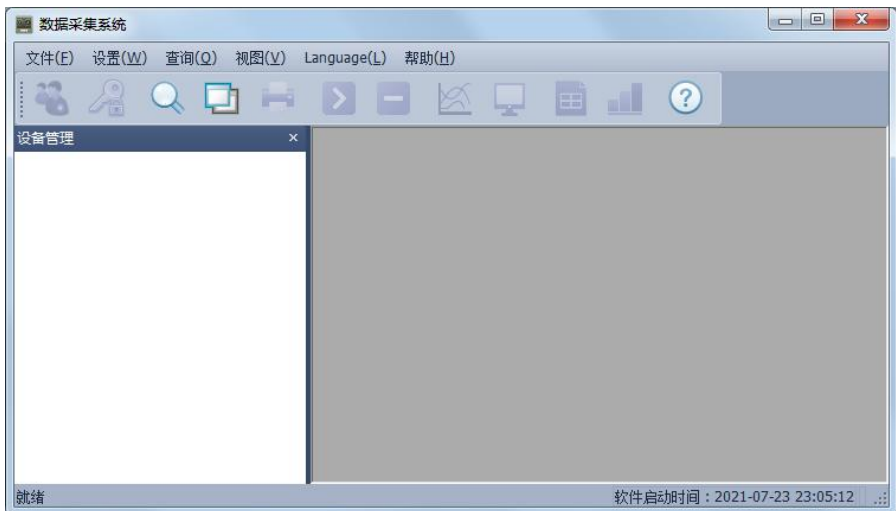 数据采集系统
文件(F) 设置(W) 查询(Q) 视图(V) Language(L) 帮助(H)
设备管理
就绪 软件启动时间：2021-07-23 23:05:12